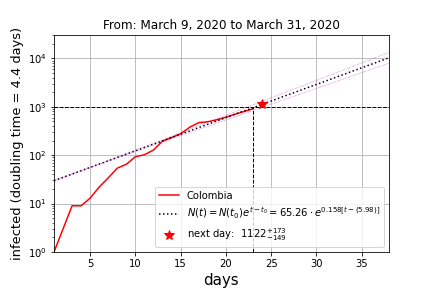 From: March 9, 2020 to March 31, 2020
infected (doubling time = 4.4 days)
10⁴
10³
10²
10¹
10⁰
Colombia
N(t) = N(t₀)e^{t−t₀} = 65.26 · e^{0.158[t−(5.98)]}
next day: 1122^{+173}_{−149}
5 10 15 20 25 30 35
days